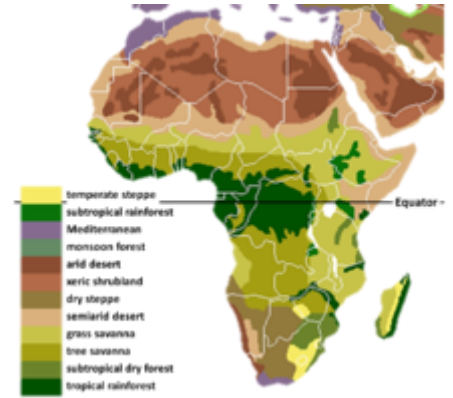 temperate steppe
subtropical rainforest
Mediterranean
monsoon forest
arid desert
xeric shrubland
dry steppe
semiarid desert
grass savanna
tree savanna
subtropical dry forest
tropical rainforest
Equator